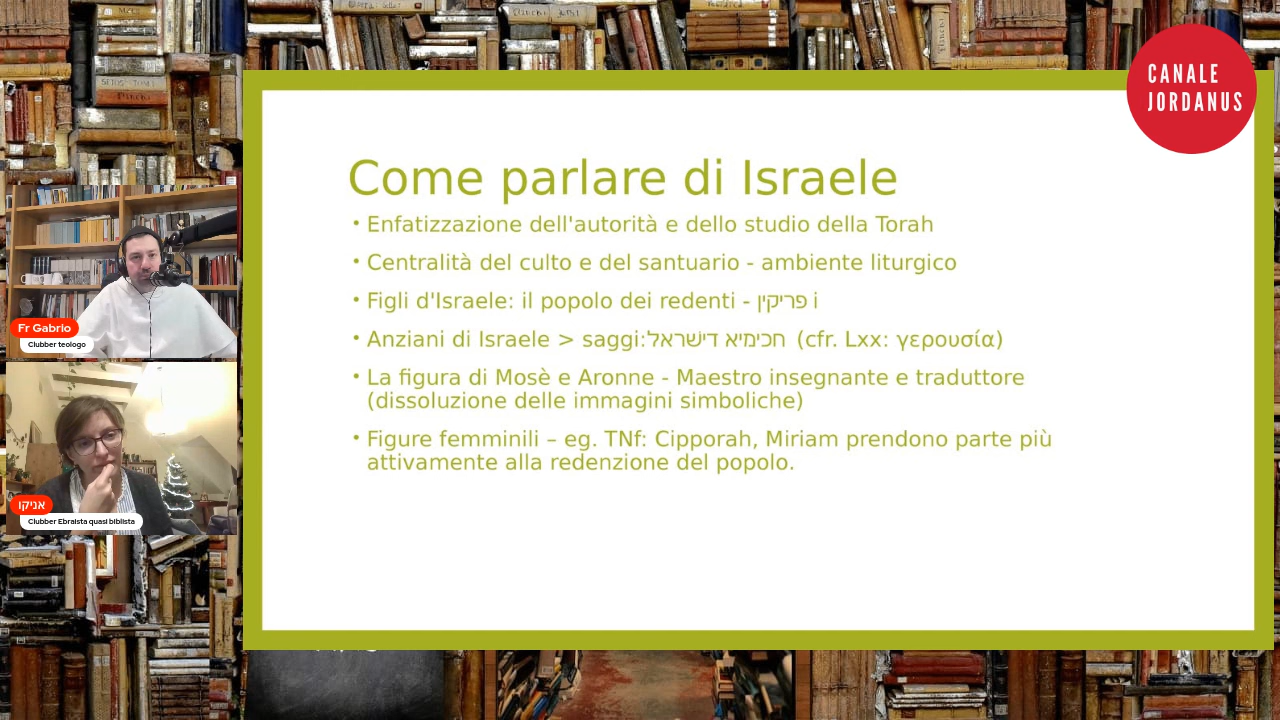 CANALE
JORDANUS
Come parlare di Israele
• Enfatizzazione dell'autorità e dello studio della Torah
• Centralità del culto e del santuario - ambiente liturgico
• Figli d'Israele: il popolo dei redenti - פריקין i
• Anziani di Israele > saggi:חכימיא דישראל (cfr. Lxx: γερουσία)
• La figura di Mosè e Aronne - Maestro insegnante e traduttore
(dissoluzione delle immagini simboliche)
• Figure femminili – eg. TNf: Cipporah, Miriam prendono parte più
attivamente alla redenzione del popolo.
Fr Gabrio
Clubber teologo
אניקו
Clubber Ebraista quasi biblista